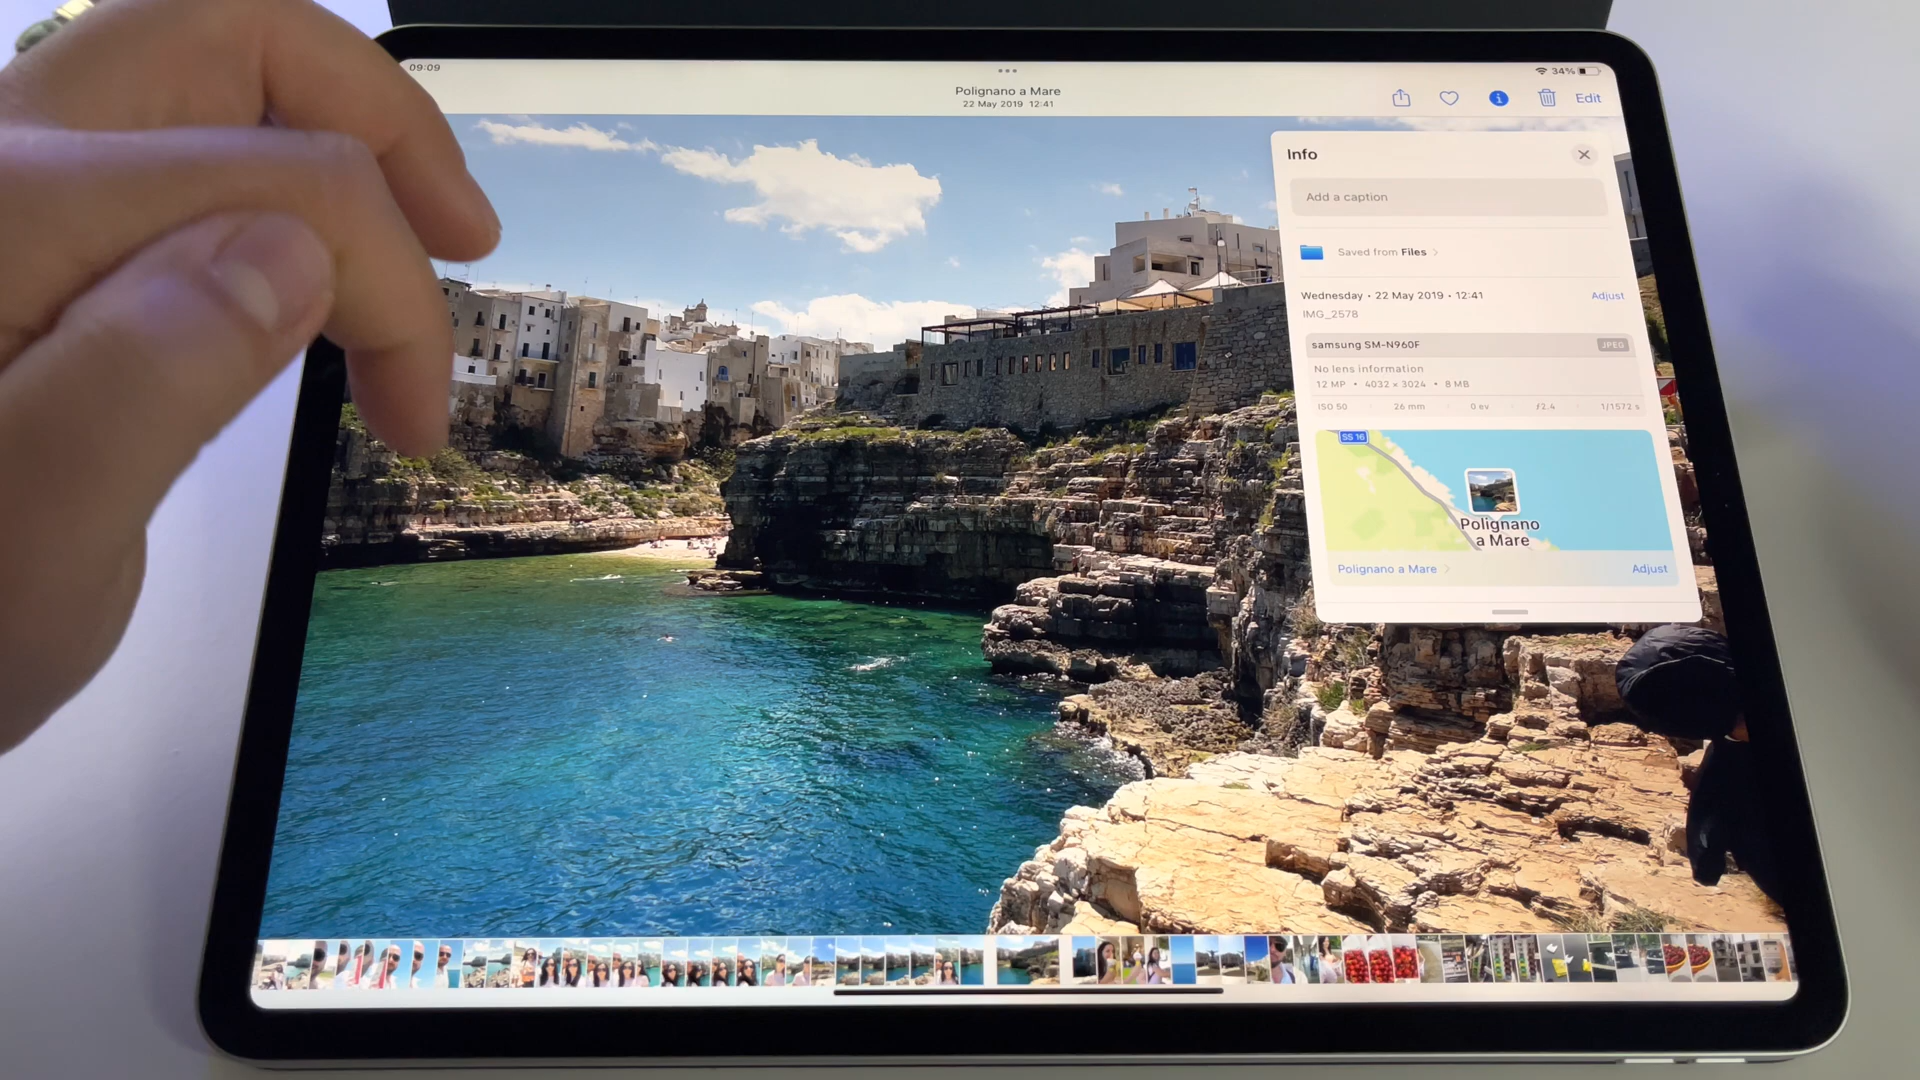 09:09
34%
Polignano a Mare
22 May 2019 12:41
Edit
Info
Add a caption
Saved from Files
Wednesday • 22 May 2019 • 12:41
Adjust
IMG_2578
samsung SM-N960F
JPEG
No lens information
12 MP • 4032 × 3024 • 8 MB
ISO 50
26 mm
0 ev
ƒ2.4
1/1572 s
SS 16
Polignano
a Mare
Polignano a Mare
Adjust